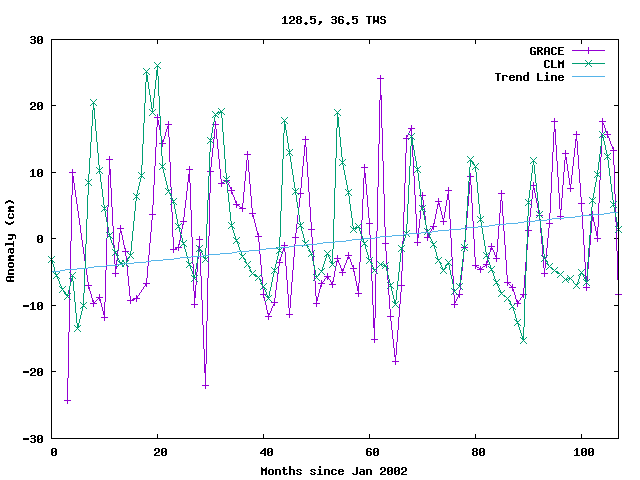 128.5, 36.5 TWS
GRACE
CLM
Trend Line
30
20
10
0
-10
-20
-30
Anomaly (cm)
0 20 40 60 80 100
Months since Jan 2002